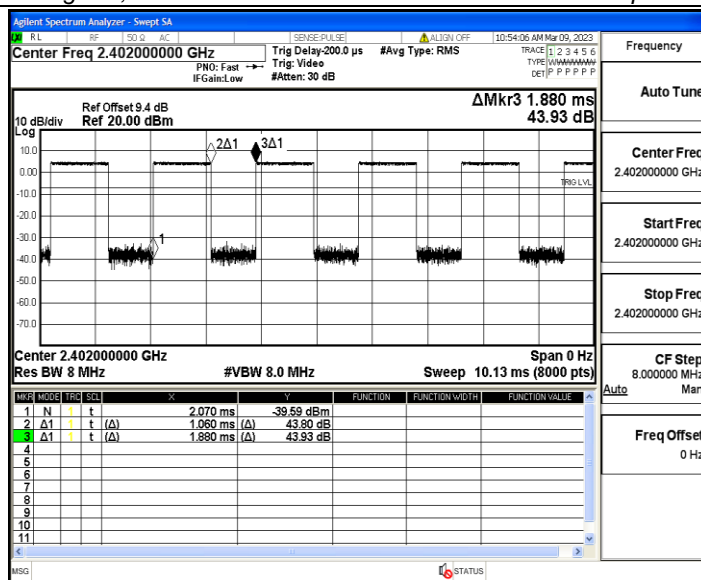 Agilent Spectrum Analyzer - Swept SA
RL RF 50 Ω AC SENSE:PULSE ALIGN OFF 10:54:06 AM Mar 09, 2023
Center Freq 2.402000000 GHz
PNO: Fast
IFGain:Low
Trig Delay-200.0 µs
Trig: Video
#Atten: 30 dB
#Avg Type: RMS
TRACE 1 2 3 4 5 6
TYPE
DET P P P P P P
Frequency
Auto Tune
Center Freq
2.402000000 GHz
Start Freq
2.402000000 GHz
Stop Freq
2.402000000 GHz
CF Step
8.000000 MHz
Auto Man
Freq Offset
0 Hz
ΔMkr3 1.880 ms
43.93 dB
Ref Offset 9.4 dB
10 dB/div Ref 20.00 dBm
Log
10.0
0.00
-10.0
-20.0
-30.0
-40.0
-50.0
-60.0
-70.0
2Δ1 3Δ1
TRIG LVL
1
Center 2.402000000 GHz Span 0 Hz
Res BW 8 MHz #VBW 8.0 MHz Sweep 10.13 ms (8000 pts)
MKR MODE TRC SCL X Y FUNCTION FUNCTION WIDTH FUNCTION VALUE
1 N 1 t 2.070 ms -39.59 dBm
2 Δ1 1 t (Δ) 1.060 ms (Δ) 43.80 dB
3 Δ1 1 t (Δ) 1.880 ms (Δ) 43.93 dB
4
5
6
7
8
9
10
11
MSG STATUS